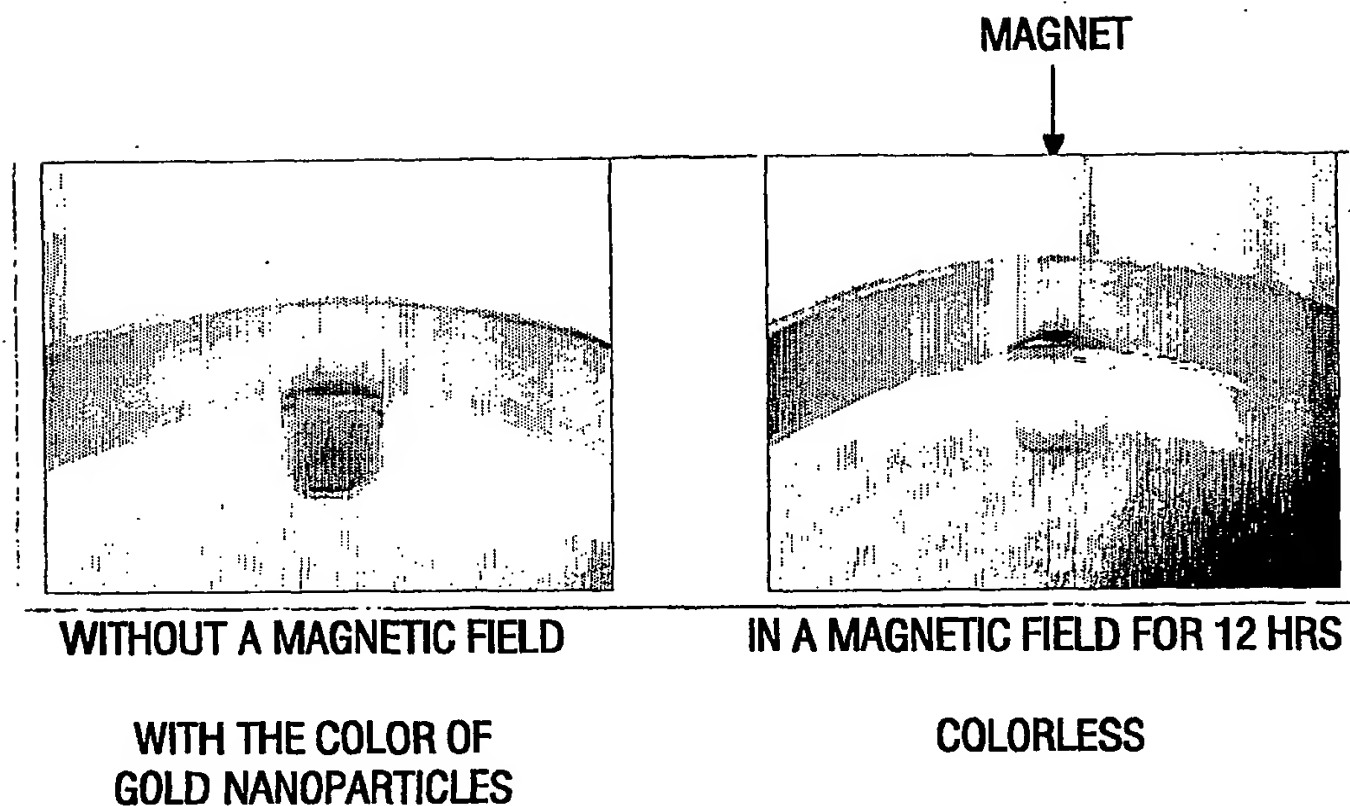 MAGNET
WITHOUT A MAGNETIC FIELD
IN A MAGNETIC FIELD FOR 12 HRS
WITH THE COLOR OF
GOLD NANOPARTICLES
COLORLESS